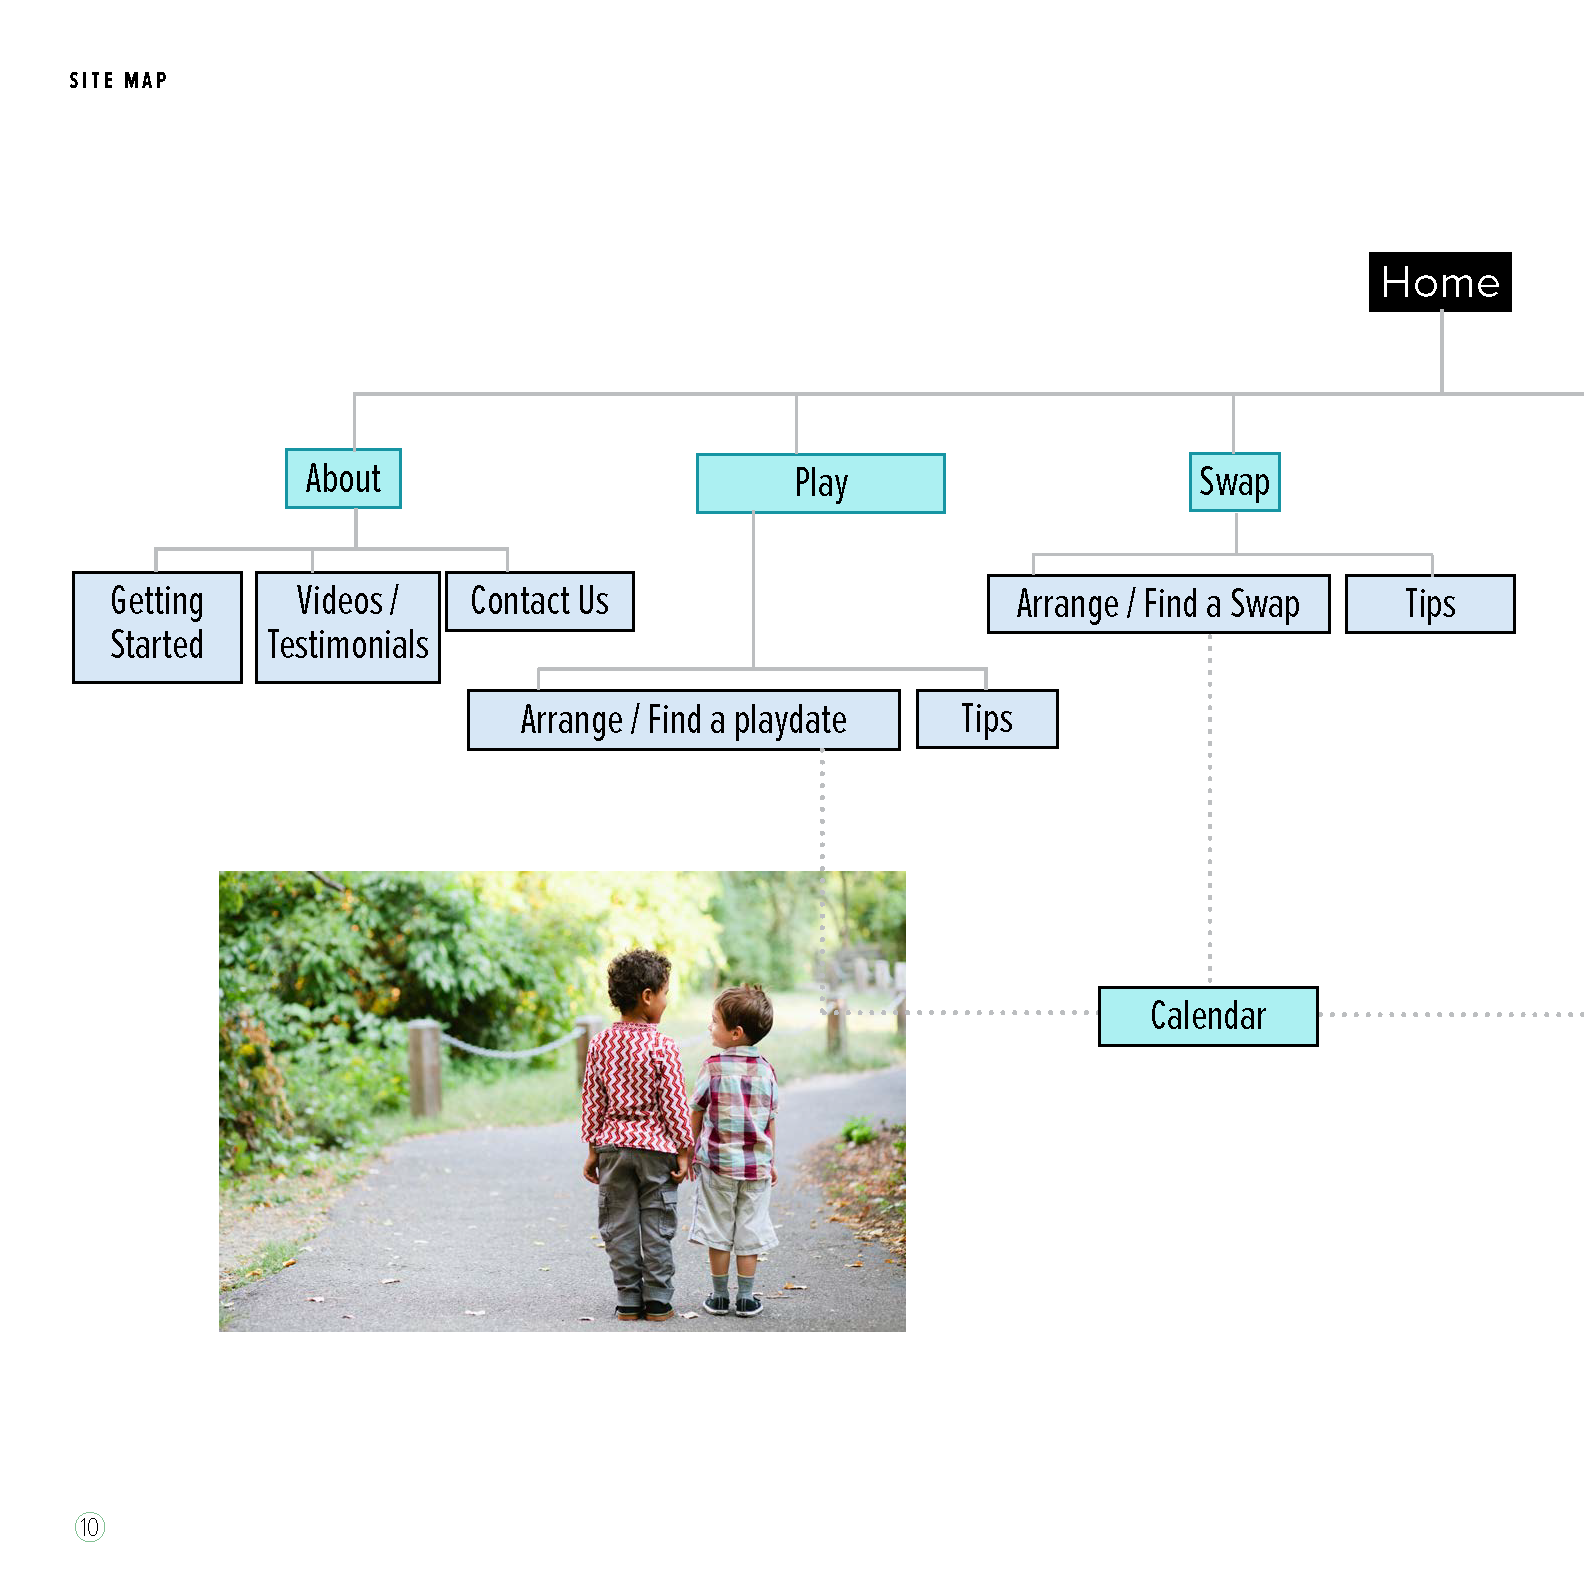 SITE MAP
Home
About
Play
Swap
Getting
Started
Videos /
Testimonials
Contact Us
Arrange / Find a Swap
Tips
Arrange / Find a playdate
Tips
Calendar
10